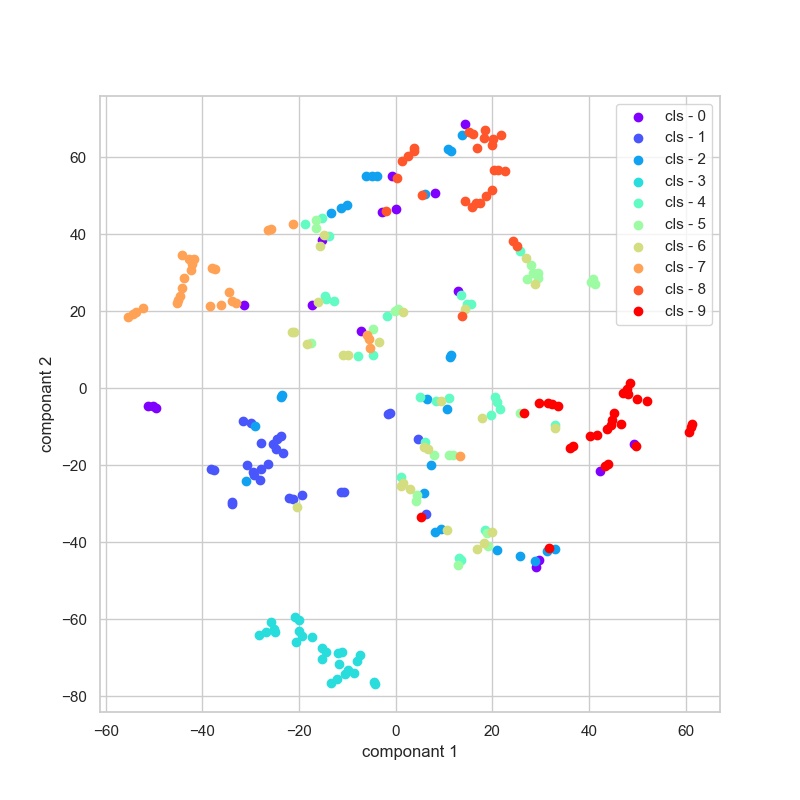 cls - 0
cls - 1
cls - 2
cls - 3
cls - 4
cls - 5
cls - 6
cls - 7
cls - 8
cls - 9
60
40
20
0
−20
−40
−60
−80
componant 2
−60 −40 −20 0 20 40 60
componant 1